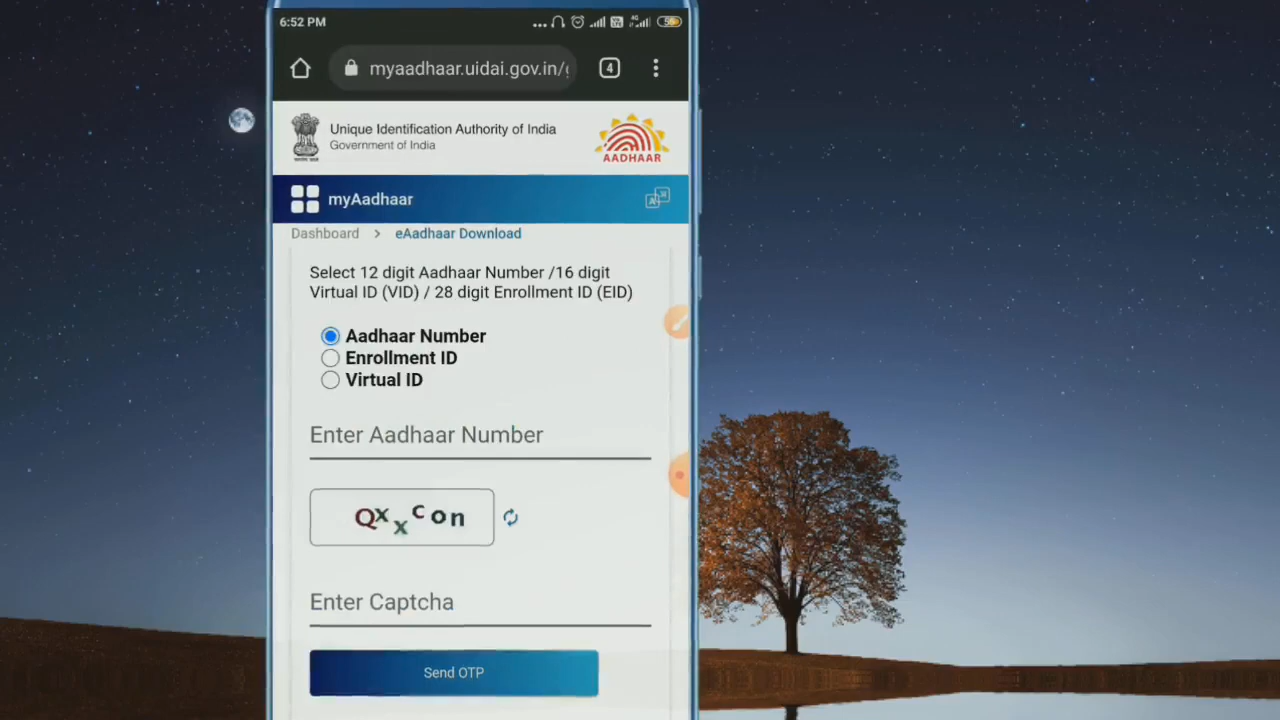 6:52 PM
myaadhaar.uidai.gov.in/
4
Unique Identification Authority of India
Government of India
AADHAAR
myAadhaar
Dashboard > eAadhaar Download
Select 12 digit Aadhaar Number /16 digit
Virtual ID (VID) / 28 digit Enrollment ID (EID)
Aadhaar Number
Enrollment ID
Virtual ID
Enter Aadhaar Number
Qxxcon
Enter Captcha
Send OTP